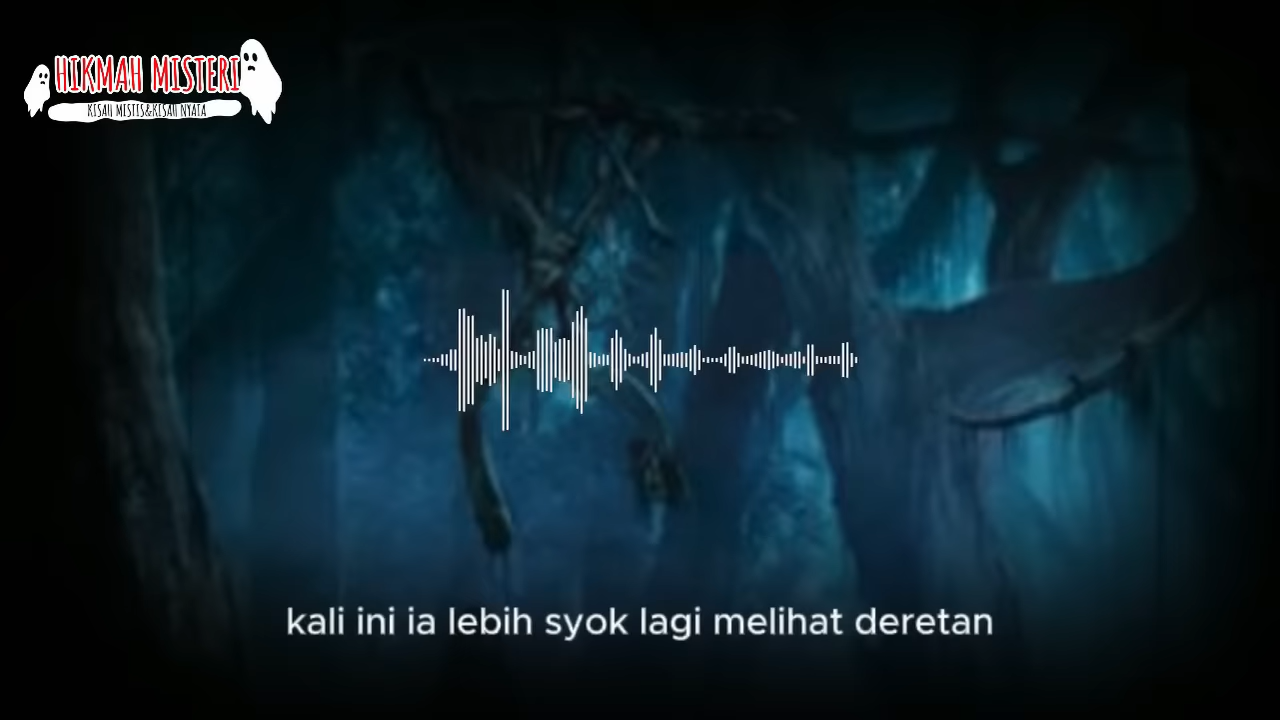 HIKMAH MISTERI
KISAH MISTIS&KISAH NYATA
kali ini ia lebih syok lagi melihat deretan